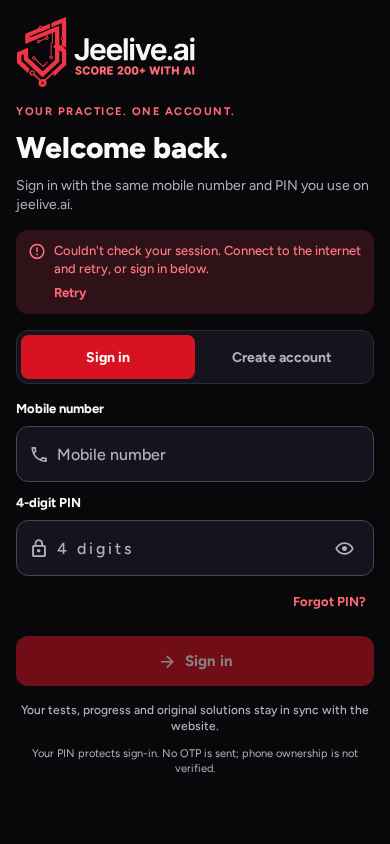 Jeelive.ai
SCORE 200+ WITH AI
YOUR PRACTICE. ONE ACCOUNT.
Welcome back.
Sign in with the same mobile number and PIN you use on
jeelive.ai.
Couldn't check your session. Connect to the internet
and retry, or sign in below.
Retry
Sign in
Create account
Mobile number
Mobile number
4-digit PIN
4 digits
Forgot PIN?
Sign in
Your tests, progress and original solutions stay in sync with the
website.
Your PIN protects sign-in. No OTP is sent; phone ownership is not
verified.